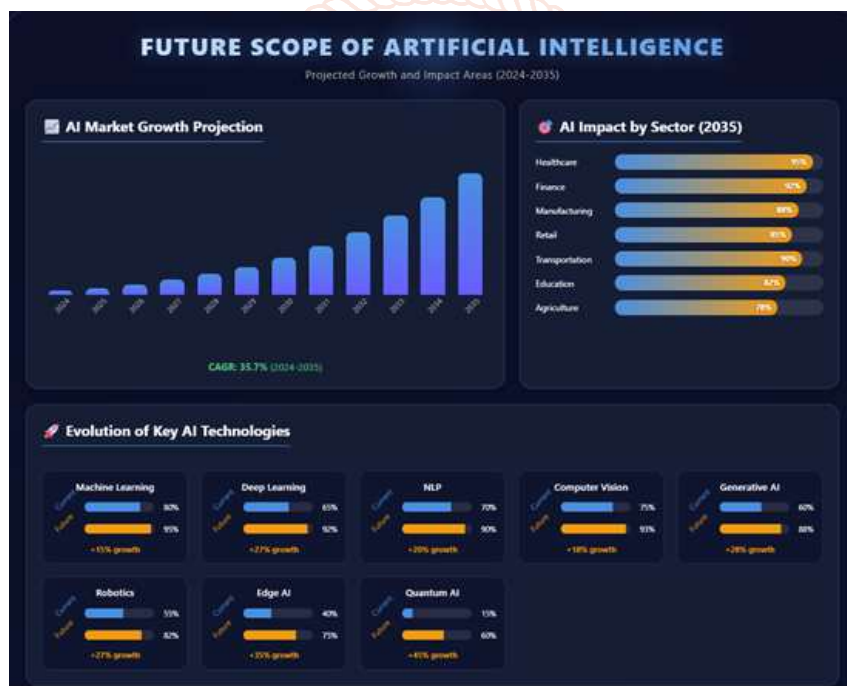 FUTURE SCOPE OF ARTIFICIAL INTELLIGENCE
Projected Growth and Impact Areas (2024-2035)
AI Market Growth Projection
2024 2025 2026 2027 2028 2029 2030 2031 2032 2033 2034 2035
CAGR: 35.7% (2024-2035)
AI Impact by Sector (2035)
Healthcare 95%
Finance 92%
Manufacturing 88%
Retail 85%
Transportation 90%
Education 82%
Agriculture 78%
Evolution of Key AI Technologies
Machine Learning
Current 80%
Future 95%
+15% growth
Deep Learning
Current 65%
Future 92%
+27% growth
NLP
Current 70%
Future 90%
+20% growth
Computer Vision
Current 75%
Future 93%
+18% growth
Generative AI
Current 60%
Future 88%
+28% growth
Robotics
Current 55%
Future 82%
+27% growth
Edge AI
Current 40%
Future 75%
+35% growth
Quantum AI
Current 15%
Future 60%
+45% growth